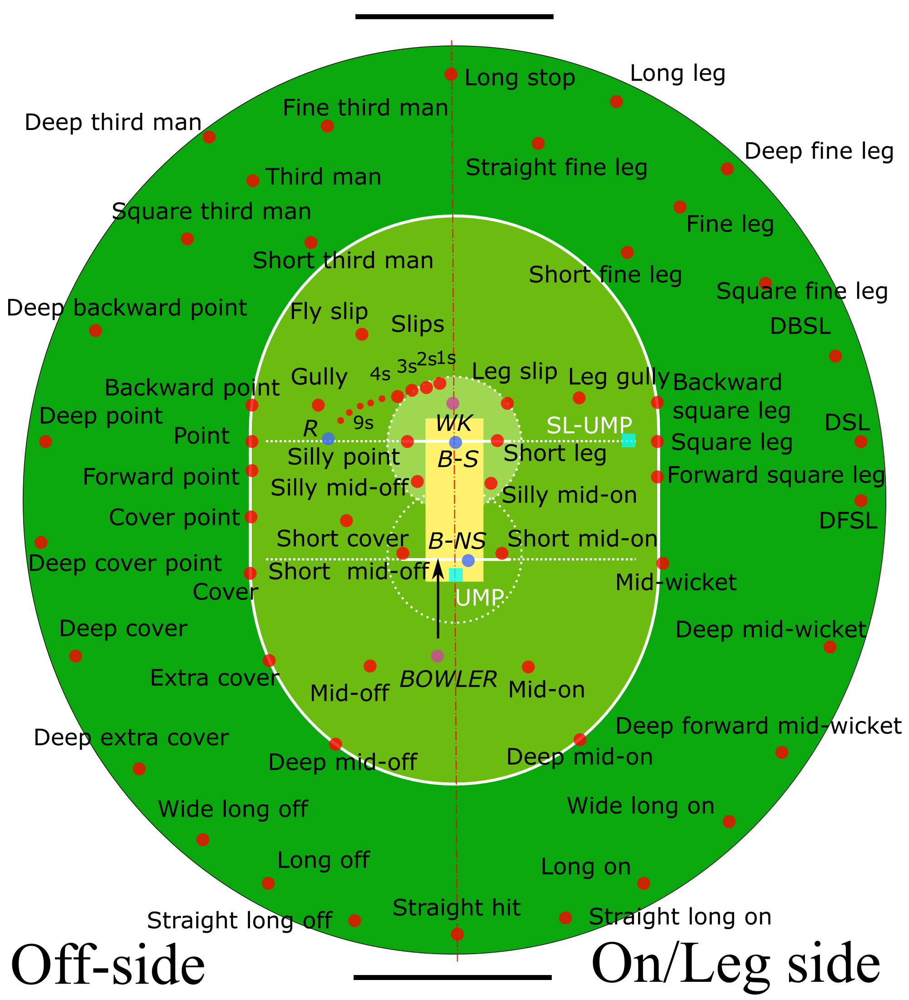 Long leg
Long stop
Fine third man
Deep third man
Deep fine leg
Straight fine leg
Third man
Square third man
Fine leg
Short third man
Short fine leg
Square fine leg
Deep backward point
Fly slip
Slips
DBSL
1s
2s
3s
4s
Leg slip
Leg gully
Gully
Backward
square leg
Backward point
Deep point
9s
WK
SL-UMP
DSL
R
Point
Square leg
Silly point
B-S
Short leg
Forward point
Forward square leg
Silly mid-off
Silly mid-on
Cover point
DFSL
Short cover
B-NS
Short mid-on
Deep cover point
Short mid-off
Mid-wicket
Cover
UMP
Deep cover
Deep mid-wicket
Extra cover
BOWLER
Mid-off
Mid-on
Deep forward mid-wicket
Deep extra cover
Deep mid-off
Deep mid-on
Wide long off
Wide long on
Long off
Long on
Straight hit
Straight long off
Straight long on
Off-side
On/Leg side